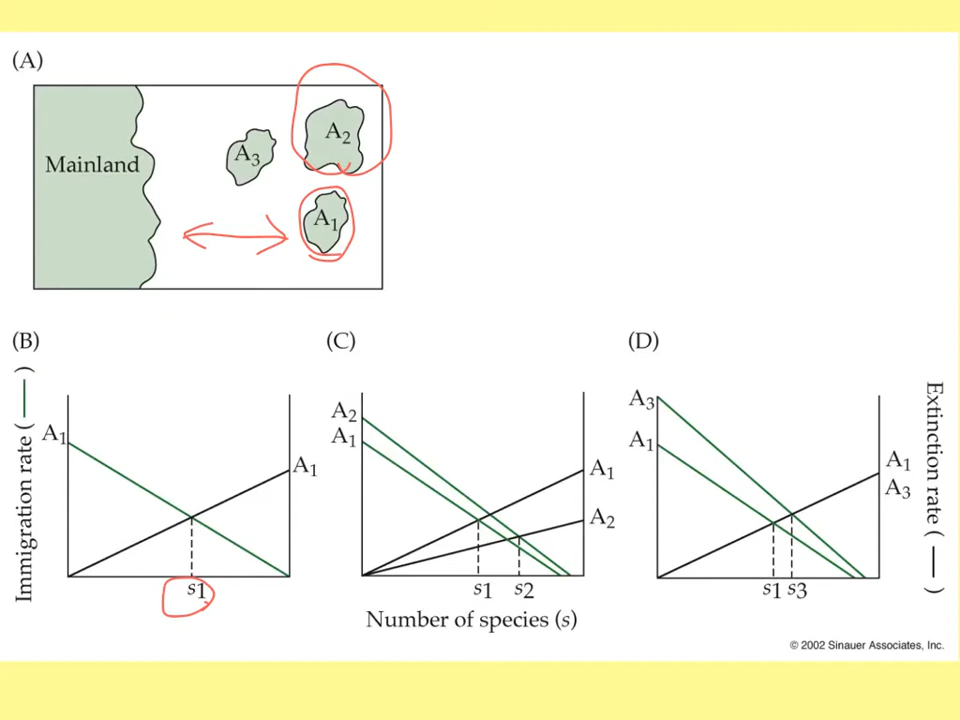 (A)
Mainland
A3
A2
A1
(B)
(C)
(D)
Immigration rate ( — )
A1
A1
s1
A2
A1
A1
A2
s1 s2
A3
A1
A1
A3
s1 s3
Extinction rate ( — )
Number of species (s)
© 2002 Sinauer Associates, Inc.